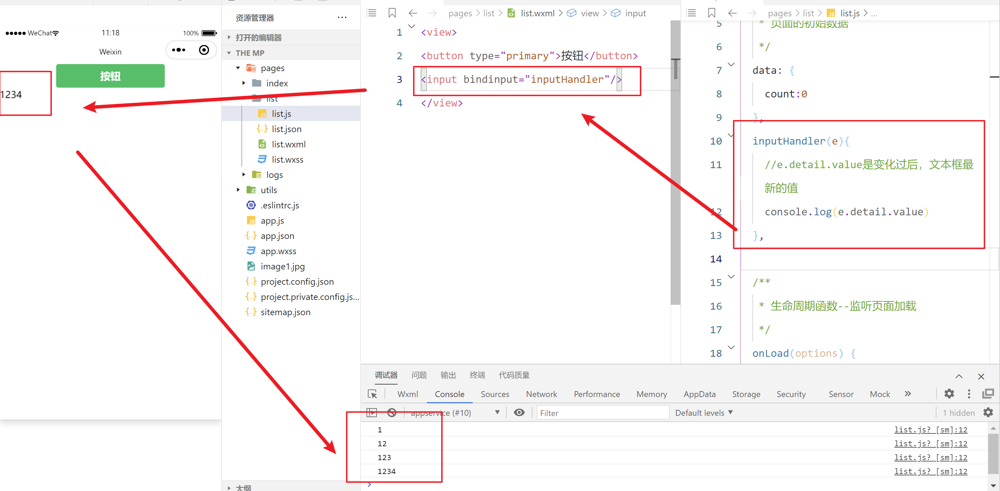 WeChat
11:18
100%
Weixin
按钮
1234
资源管理器
打开的编辑器
THE MP
pages
index
list
list.js
list.json
list.wxml
list.wxss
logs
utils
.eslintrc.js
app.js
app.json
app.wxss
image1.jpg
project.config.json
project.private.config.js...
sitemap.json
大纲
pages > list > list.wxml > view > input
1 <view>
2 <button type="primary">按钮</button>
3 <input bindinput="inputHandler"/>
4 </view>
pages > list > list.js > ...
5 * 页面的初始数据
6 */
7 data: {
8 count:0
9 },
10 inputHandler(e){
11 //e.detail.value是变化过后，文本框最
新的值
12 console.log(e.detail.value)
13 },
14
15 /**
16 * 生命周期函数--监听页面加载
17 */
18 onLoad(options) {
调试器 问题 输出 终端 代码质量
Wxml Console Sources Network Performance Memory AppData Storage Security Sensor Mock
appservice (#10) Filter Default levels 1 hidden
1 list.js? [sm]:12
12 list.js? [sm]:12
123 list.js? [sm]:12
1234 list.js? [sm]:12